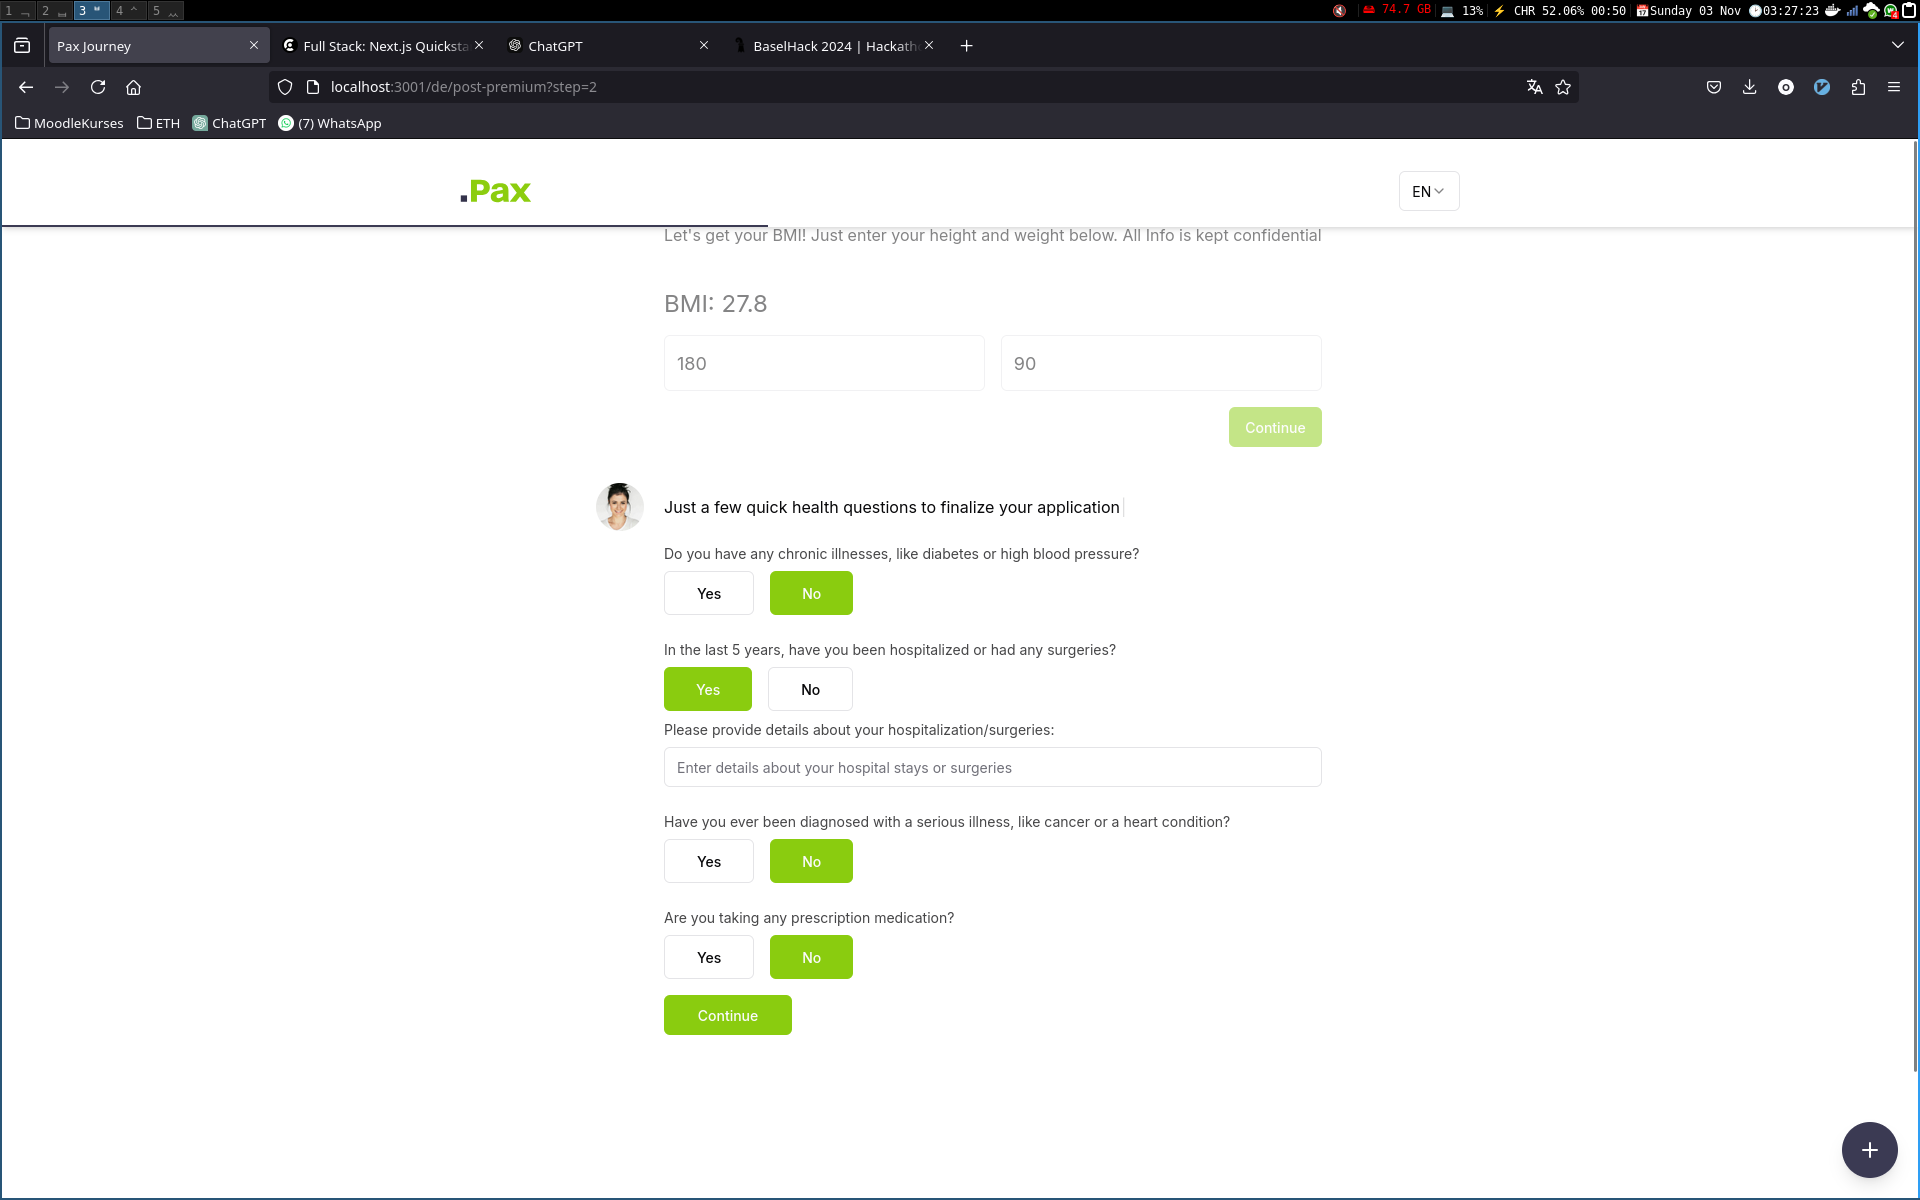 1 2 3 4 5 74.7 GB 13% CHR 52.06% 00:50 Sunday 03 Nov 03:27:23
Pax Journey Full Stack: Next.js Quicksta ChatGPT BaselHack 2024 | Hackath
localhost:3001/de/post-premium?step=2
MoodleKurses ETH ChatGPT (7) WhatsApp
.Pax EN
Let's get your BMI! Just enter your height and weight below. All Info is kept confidential
BMI: 27.8
180 90
Continue
Just a few quick health questions to finalize your application
Do you have any chronic illnesses, like diabetes or high blood pressure?
Yes No
In the last 5 years, have you been hospitalized or had any surgeries?
Yes No
Please provide details about your hospitalization/surgeries:
Enter details about your hospital stays or surgeries
Have you ever been diagnosed with a serious illness, like cancer or a heart condition?
Yes No
Are you taking any prescription medication?
Yes No
Continue